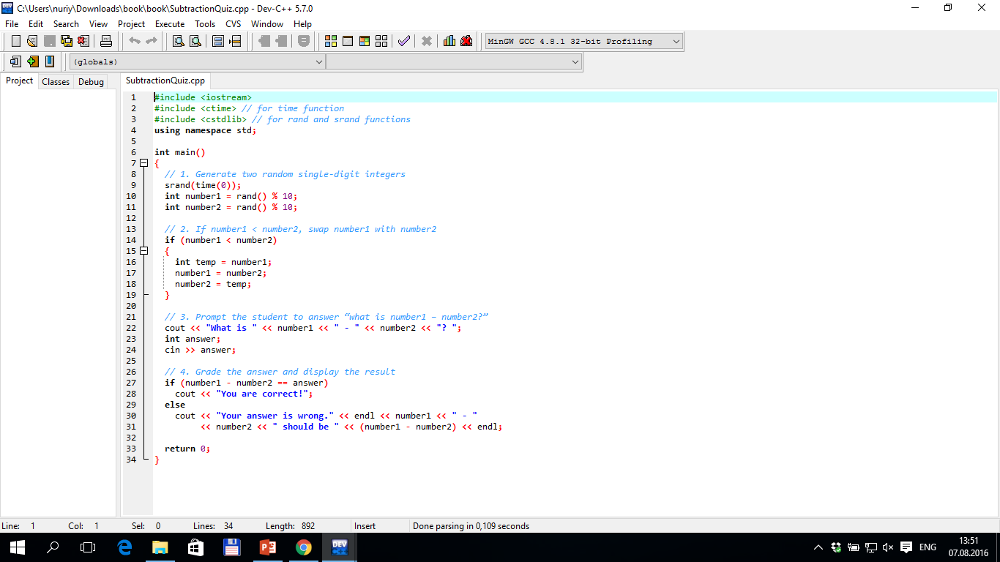 C:\Users\nuriy\Downloads\book\book\SubtractionQuiz.cpp - Dev-C++ 5.7.0
File Edit Search View Project Execute Tools CVS Window Help
MinGW GCC 4.8.1 32-bit Profiling
(globals)
Project Classes Debug
SubtractionQuiz.cpp
1 #include <iostream>
2 #include <ctime> // for time function
3 #include <cstdlib> // for rand and srand functions
4 using namespace std;
5
6 int main()
7 {
8 // 1. Generate two random single-digit integers
9 srand(time(0));
10 int number1 = rand() % 10;
11 int number2 = rand() % 10;
12
13 // 2. If number1 < number2, swap number1 with number2
14 if (number1 < number2)
15 {
16 int temp = number1;
17 number1 = number2;
18 number2 = temp;
19 }
20
21 // 3. Prompt the student to answer “what is number1 – number2?”
22 cout << "What is " << number1 << " - " << number2 << "? ";
23 int answer;
24 cin >> answer;
25
26 // 4. Grade the answer and display the result
27 if (number1 - number2 == answer)
28 cout << "You are correct!";
29 else
30 cout << "Your answer is wrong." << endl << number1 << " - "
31 << number2 << " should be " << (number1 - number2) << endl;
32
33 return 0;
34 }
Line: 1 Col: 1 Sel: 0 Lines: 34 Length: 892 Insert Done parsing in 0,109 seconds
DEV
ENG
13:51
07.08.2016